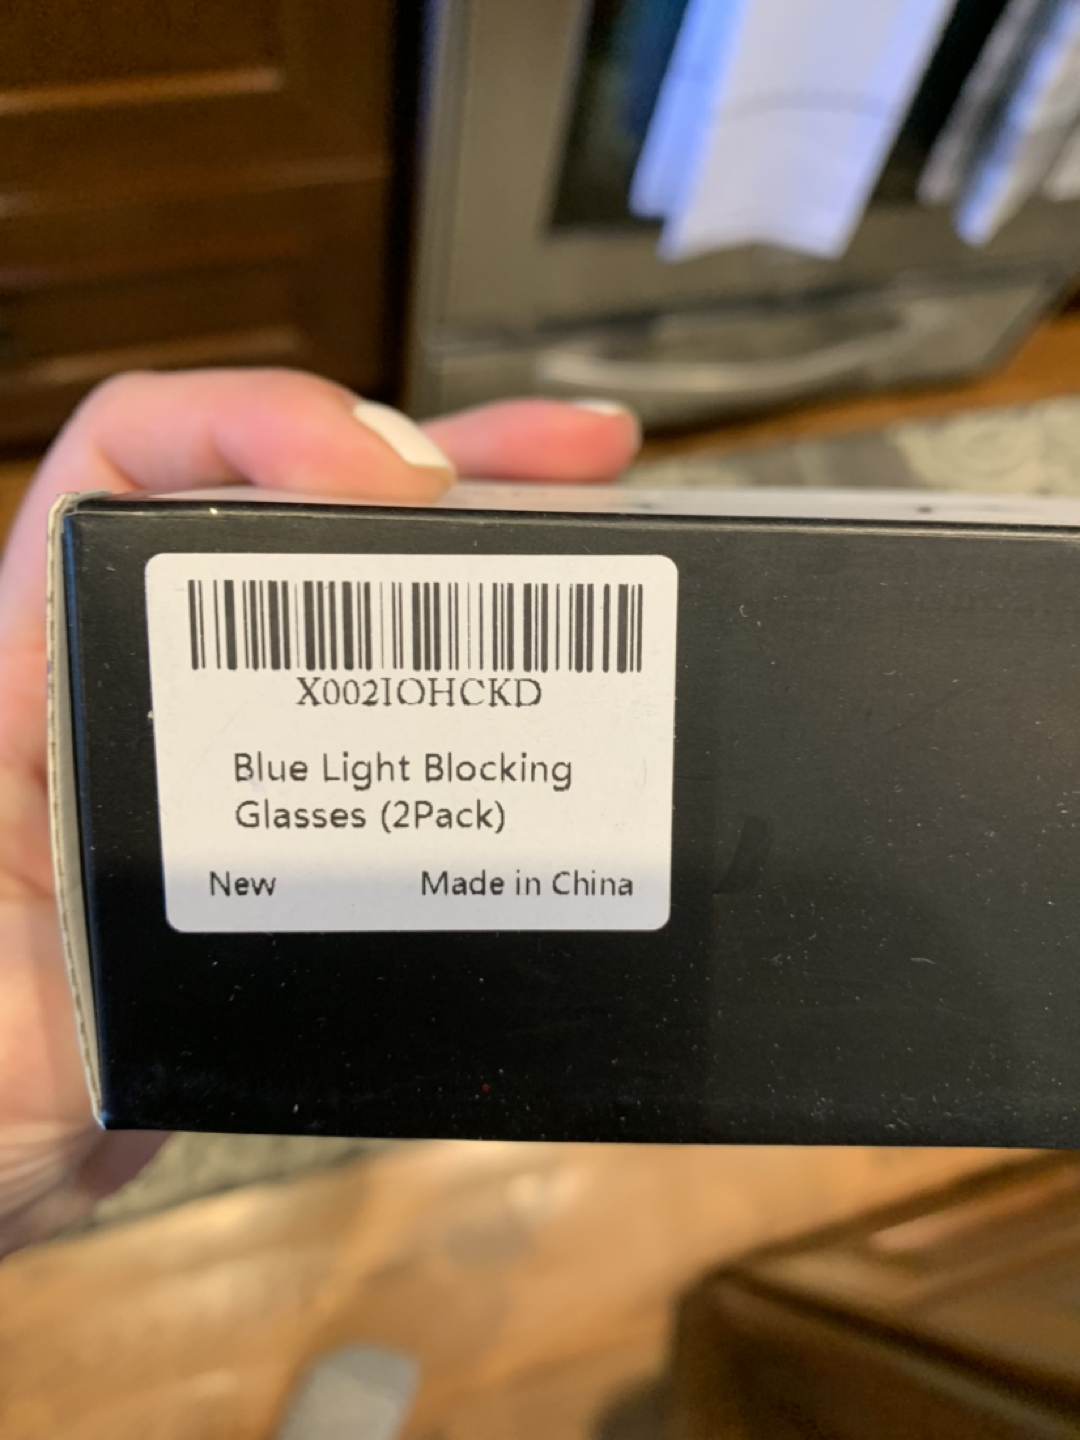 X002IOHCKD
Blue Light Blocking
Glasses (2Pack)
New Made in China